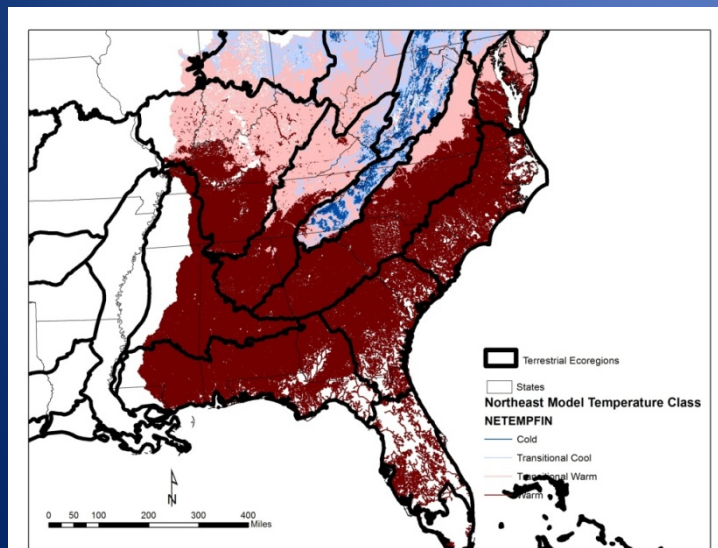 Terrestrial Ecoregions
States
Northeast Model Temperature Class
NETEMPFIN
Cold
Transitional Cool
Transitional Warm
Warm
N
0 50 100 200 300 400
Miles